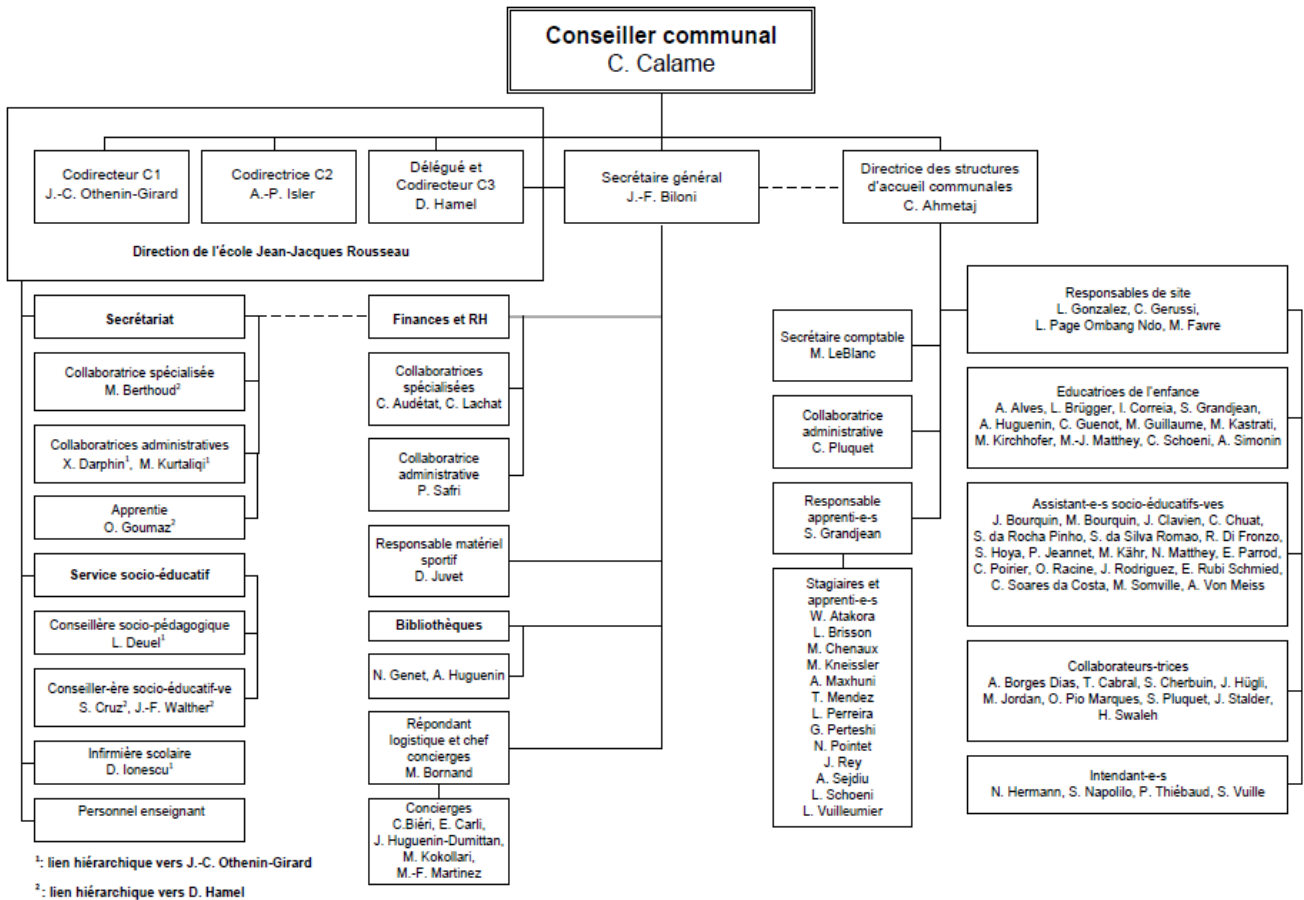 Conseiller communal
C. Calame
Codirecteur C1
J.-C. Othenin-Girard
Codirectrice C2
A.-P. Isler
Délégué et
Codirecteur C3
D. Hamel
Secrétaire général
J.-F. Biloni
Directrice des structures
d'accueil communales
C. Ahmetaj
Direction de l'école Jean-Jacques Rousseau
Secrétariat
Collaboratrice spécialisée
M. Berthoud²
Collaboratrices administratives
X. Darphin¹, M. Kurtaliqi¹
Apprentie
O. Goumaz²
Service socio-éducatif
Conseillère socio-pédagogique
L. Deuel¹
Conseiller-ère socio-éducatif-ve
S. Cruz², J.-F. Walther²
Infirmière scolaire
D. Ionescu¹
Personnel enseignant
¹: lien hiérarchique vers J.-C. Othenin-Girard
²: lien hiérarchique vers D. Hamel
Finances et RH
Collaboratrices
spécialisées
C. Audétat, C. Lachat
Collaboratrice
administrative
P. Safri
Responsable matériel
sportif
D. Juvet
Bibliothèques
N. Genet, A. Huguenin
Répondant
logistique et chef
concierges
M. Bornand
Concierges
C.Biéri, E. Carli,
J. Huguenin-Dumittan,
M. Kokollari,
M.-F. Martinez
Secrétaire comptable
M. LeBlanc
Collaboratrice
administrative
C. Pluquet
Responsable
apprenti-e-s
S. Grandjean
Stagiaires et
apprenti-e-s
W. Atakora
L. Brisson
M. Chenaux
M. Kneissler
A. Maxhuni
T. Mendez
L. Perreira
G. Perteshi
N. Pointet
J. Rey
A. Sejdiu
L. Schoeni
L. Vuilleumier
Responsables de site
L. Gonzalez, C. Gerussi,
L. Page Ombang Ndo, M. Favre
Educatrices de l'enfance
A. Alves, L. Brügger, I. Correia, S. Grandjean,
A. Huguenin, C. Guenot, M. Guillaume, M. Kastrati,
M. Kirchhofer, M.-J. Matthey, C. Schoeni, A. Simonin
Assistant-e-s socio-éducatifs-ves
J. Bourquin, M. Bourquin, J. Clavien, C. Chuat,
S. da Rocha Pinho, S. da Silva Romao, R. Di Fronzo,
S. Hoya, P. Jeannet, M. Kähr, N. Matthey, E. Parrod,
C. Poirier, O. Racine, J. Rodriguez, E. Rubi Schmied,
C. Soares da Costa, M. Somville, A. Von Meiss
Collaborateurs-trices
A. Borges Dias, T. Cabral, S. Cherbuin, J. Hügli,
M. Jordan, O. Pio Marques, S. Pluquet, J. Stalder,
H. Swaleh
Intendant-e-s
N. Hermann, S. Napolilo, P. Thiébaud, S. Vuille